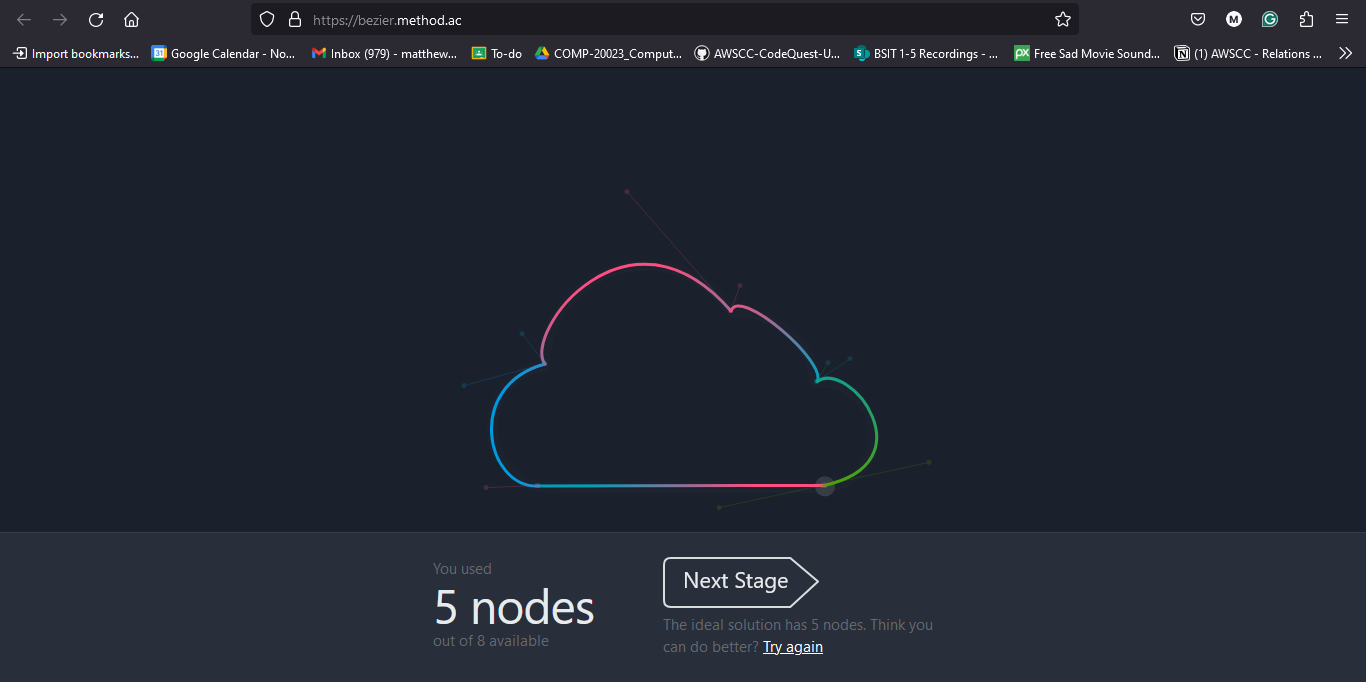 https://bezier.method.ac
M
G
Import bookmarks...
31 Google Calendar - No...
Inbox (979) - matthew...
To-do
COMP-20023_Comput...
AWSCC-CodeQuest-U...
S BSIT 1-5 Recordings - ...
px Free Sad Movie Sound...
(1) AWSCC - Relations ...
You used
5 nodes
out of 8 available
Next Stage
The ideal solution has 5 nodes. Think you
can do better? Try again